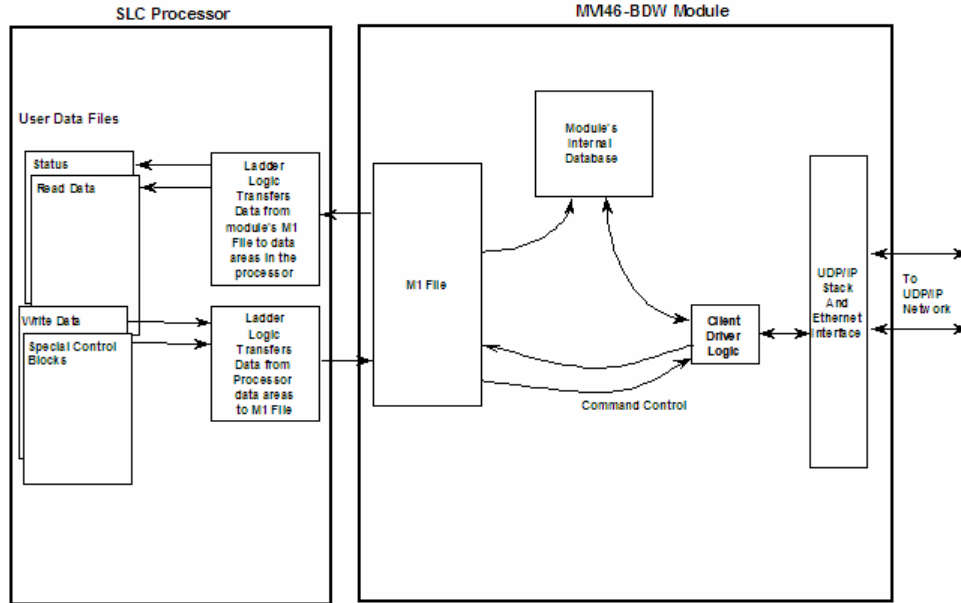 SLC Processor
MVI46-BDW Module
User Data Files
Status
Read Data
Write Data
Special Control
Blocks
Ladder
Logic
Transfers
Data from
module's M1
File to data
areas in the
processor
Ladder
Logic
Transfers
Data from
Processor
data areas
to M1 File
M1 File
Module's
Internal
Database
Client
Driver
Logic
Command Control
UDP/IP
Stack
And
Ethernet
Interface
To
UDP/IP
Network